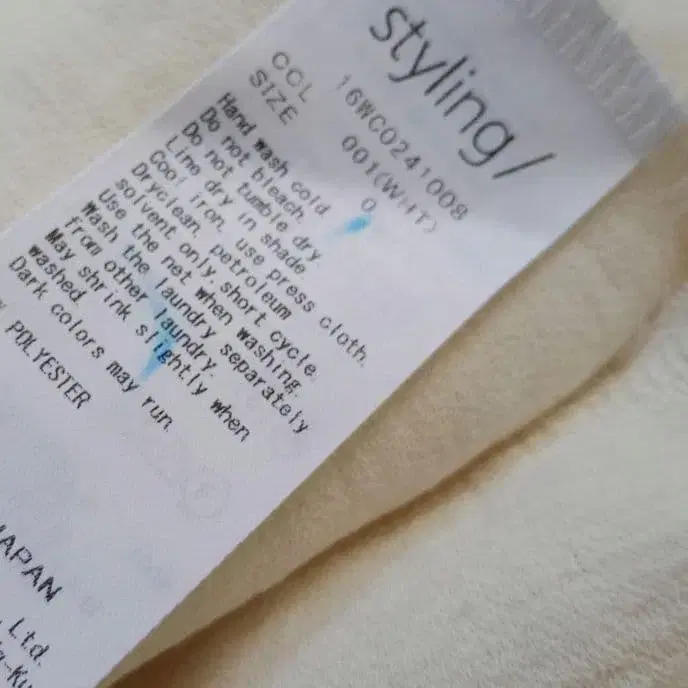 styling/
16WC0241008
COL 001(WHT)
SIZE 0
Hand wash cold
Do not bleach.
Do not tumble dry.
Line dry in shade
Cool iron, use press cloth.
Dryclean, petroleum
solvent only, short cycle.
Use the net when washing.
Wash the laundry separately
from other laundry.
May shrink slightly when
washed
Dark colors may run
POLYESTER
JAPAN
Ltd.